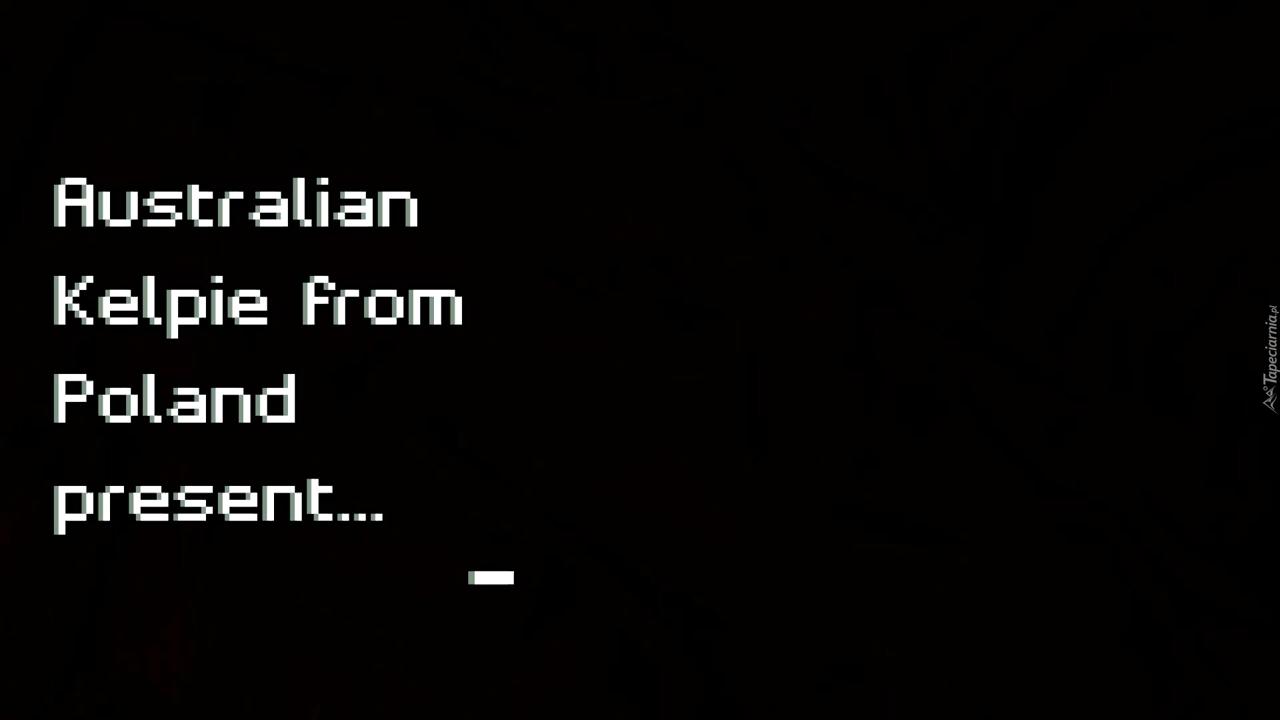 Australian
Kelpie from
Poland
present...
_
Tapeciarnia.pl